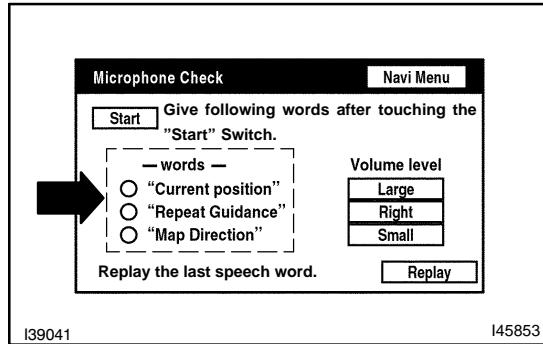 Microphone Check Navi Menu
Start Give following words after touching the
”Start” Switch.
— words — Volume level
“Current position” Large
“Repeat Guidance” Right
“Map Direction” Small
Replay the last speech word. Replay
I39041 I45853